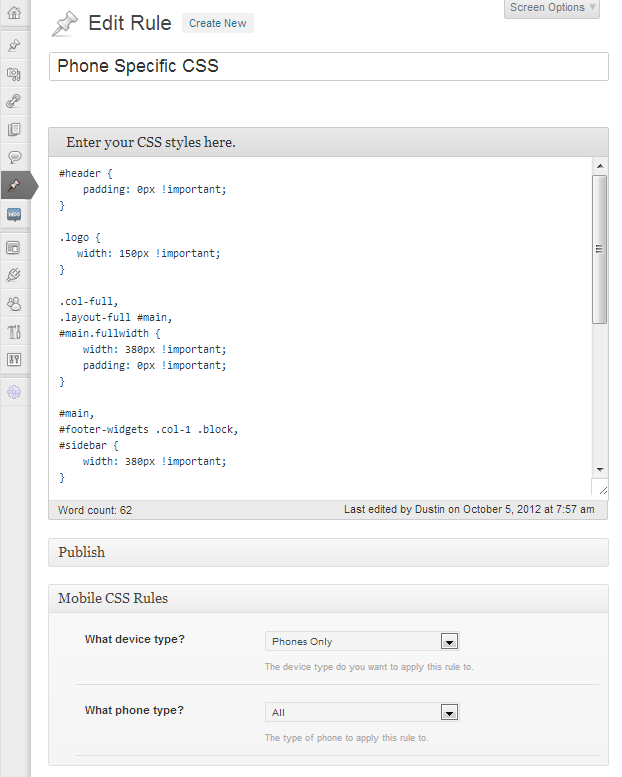 Screen Options
Edit Rule Create New
Phone Specific CSS
Enter your CSS styles here.
#header {
    padding: 0px !important;
}
.logo {
   width: 150px !important;
}
.col-full,
.layout-full #main,
#main.fullwidth {
    width: 380px !important;
    padding: 0px !important;
}
#main,
#footer-widgets .col-1 .block,
#sidebar {
    width: 380px !important;
}
Word count: 62 Last edited by Dustin on October 5, 2012 at 7:57 am
Publish
Mobile CSS Rules
What device type? Phones Only
The device type do you want to apply this rule to.
What phone type? All
The type of phone to apply this rule to.